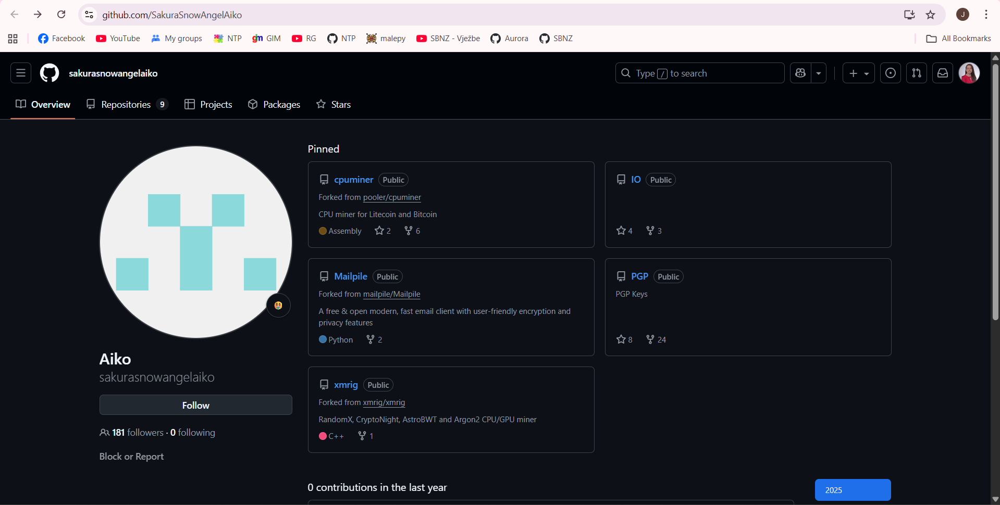 github.com/SakuraSnowAngelAiko
J
Facebook YouTube My groups NTP GIM RG NTP malepy SBNZ - Vježbe Aurora SBNZ All Bookmarks
sakurasnowangelaiko
Type / to search
Overview Repositories 9 Projects Packages Stars
Pinned
cpuminer Public
Forked from pooler/cpuminer
CPU miner for Litecoin and Bitcoin
Assembly 2 6
IO Public
4 3
Mailpile Public
Forked from mailpile/Mailpile
A free & open modern, fast email client with user-friendly encryption and
privacy features
Python 2
PGP Public
PGP Keys
8 24
xmrig Public
Forked from xmrig/xmrig
RandomX, CryptoNight, AstroBWT and Argon2 CPU/GPU miner
C++ 1
Aiko
sakurasnowangelaiko
Follow
181 followers · 0 following
Block or Report
0 contributions in the last year
2025